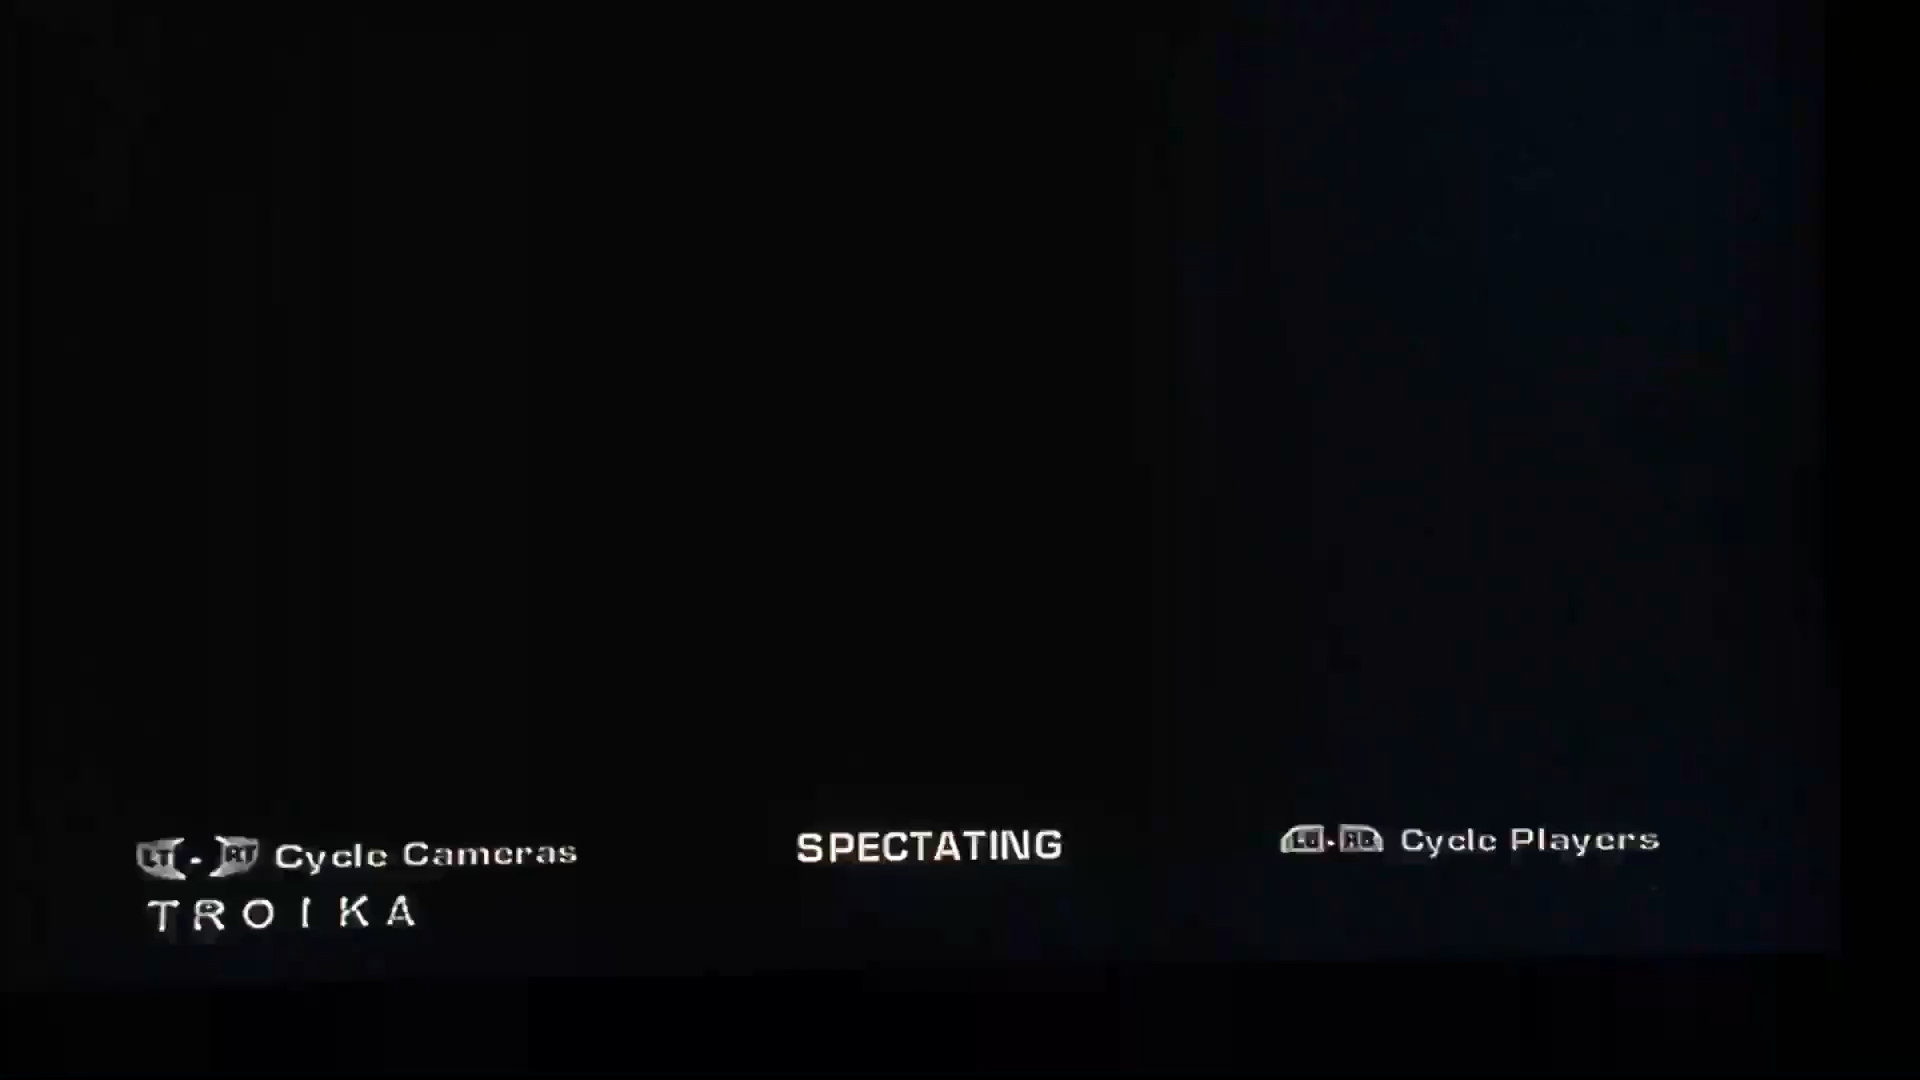 LT - RT Cycle Cameras
SPECTATING
LB - RB Cycle Players
TROIKA